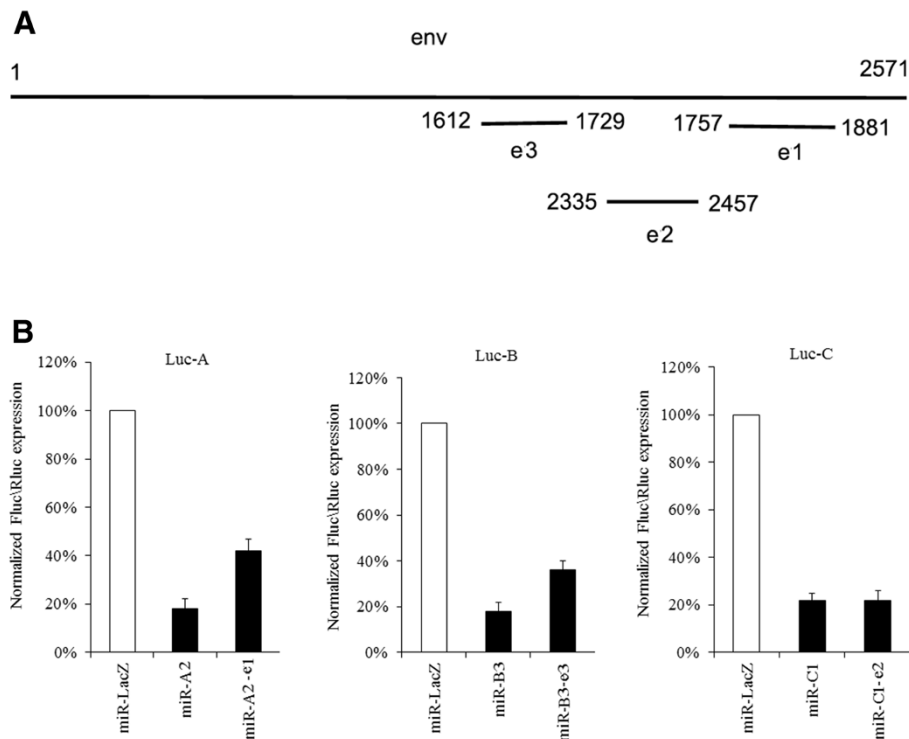 A
env
1
2571
1612
1729
1757
1881
e3
e1
2335
2457
e2
B
Luc-A
Normalized Fluc\Rluc expression
120%
100%
80%
60%
40%
20%
0%
miR-LacZ
miR-A2
miR-A2-e1
Luc-B
Normalized Fluc\Rluc expression
120%
100%
80%
60%
40%
20%
0%
miR-LacZ
miR-B3
miR-B3-e3
Luc-C
Normalized Fluc\Rluc expression
120%
100%
80%
60%
40%
20%
0%
miR-LacZ
miR-C1
miR-C1-e2